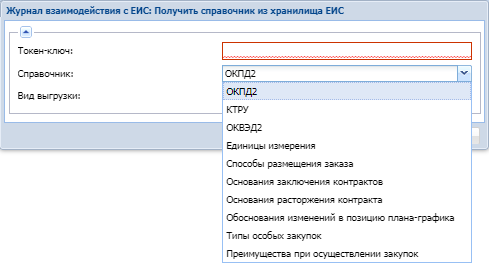 Журнал взаимодействия с ЕИС: Получить справочник из хранилища ЕИС
Токен-ключ:
Справочник: ОКПД2
Вид выгрузки: ОКПД2
КТРУ
ОКВЭД2
Единицы измерения
Способы размещения заказа
Основания заключения контрактов
Основания расторжения контракта
Обоснования изменений в позицию плана-графика
Типы особых закупок
Преимущества при осуществлении закупок